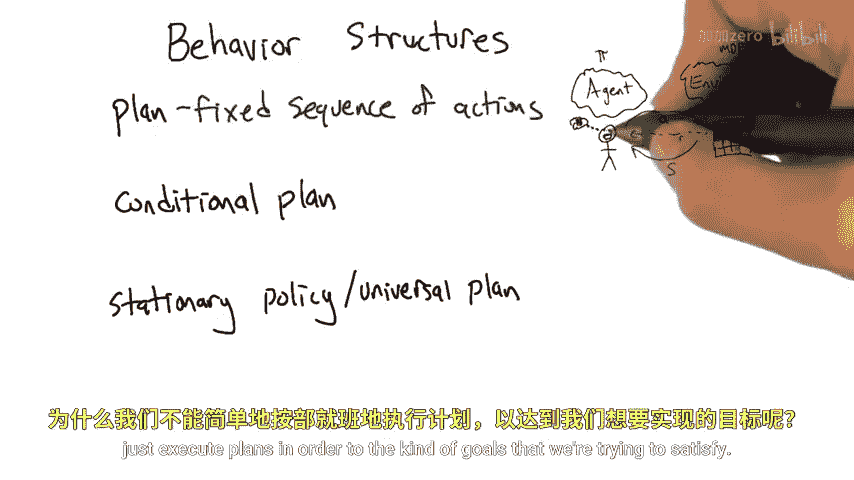 Behavior Structures
π
Agent
Env
plan - fixed sequence of actions
S
conditional plan
stationary policy/universal plan
为什么我们不能简单地按部就班地执行计划，以达到我们想要实现的目标呢？
just execute plans in order to the kind of goals that we're trying to satisfy.
bilibili